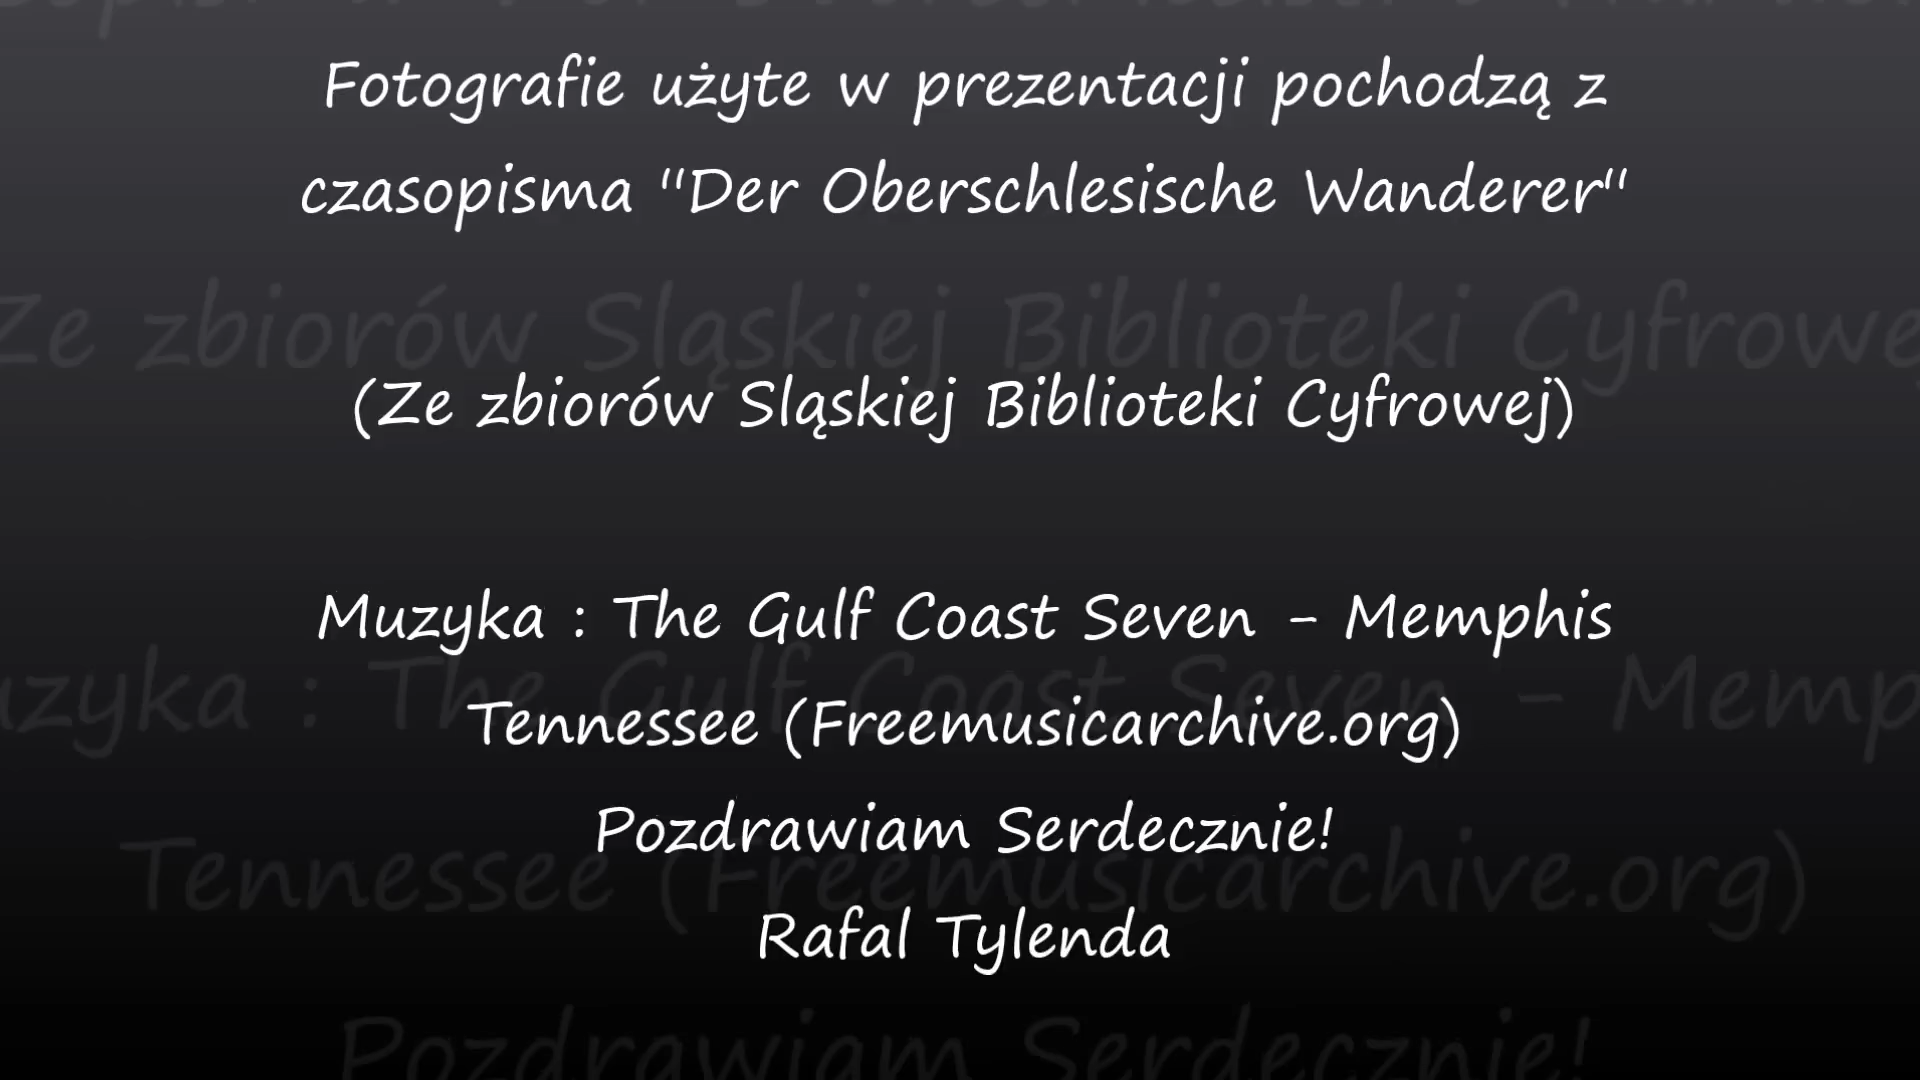 Fotografie użyte w prezentacji pochodzą z
czasopisma "Der Oberschlesische Wanderer"
(Ze zbiorów Sląskiej Biblioteki Cyfrowej)
Muzyka : The Gulf Coast Seven - Memphis
Tennessee (Freemusicarchive.org)
Pozdrawiam Serdecznie!
Rafal Tylenda